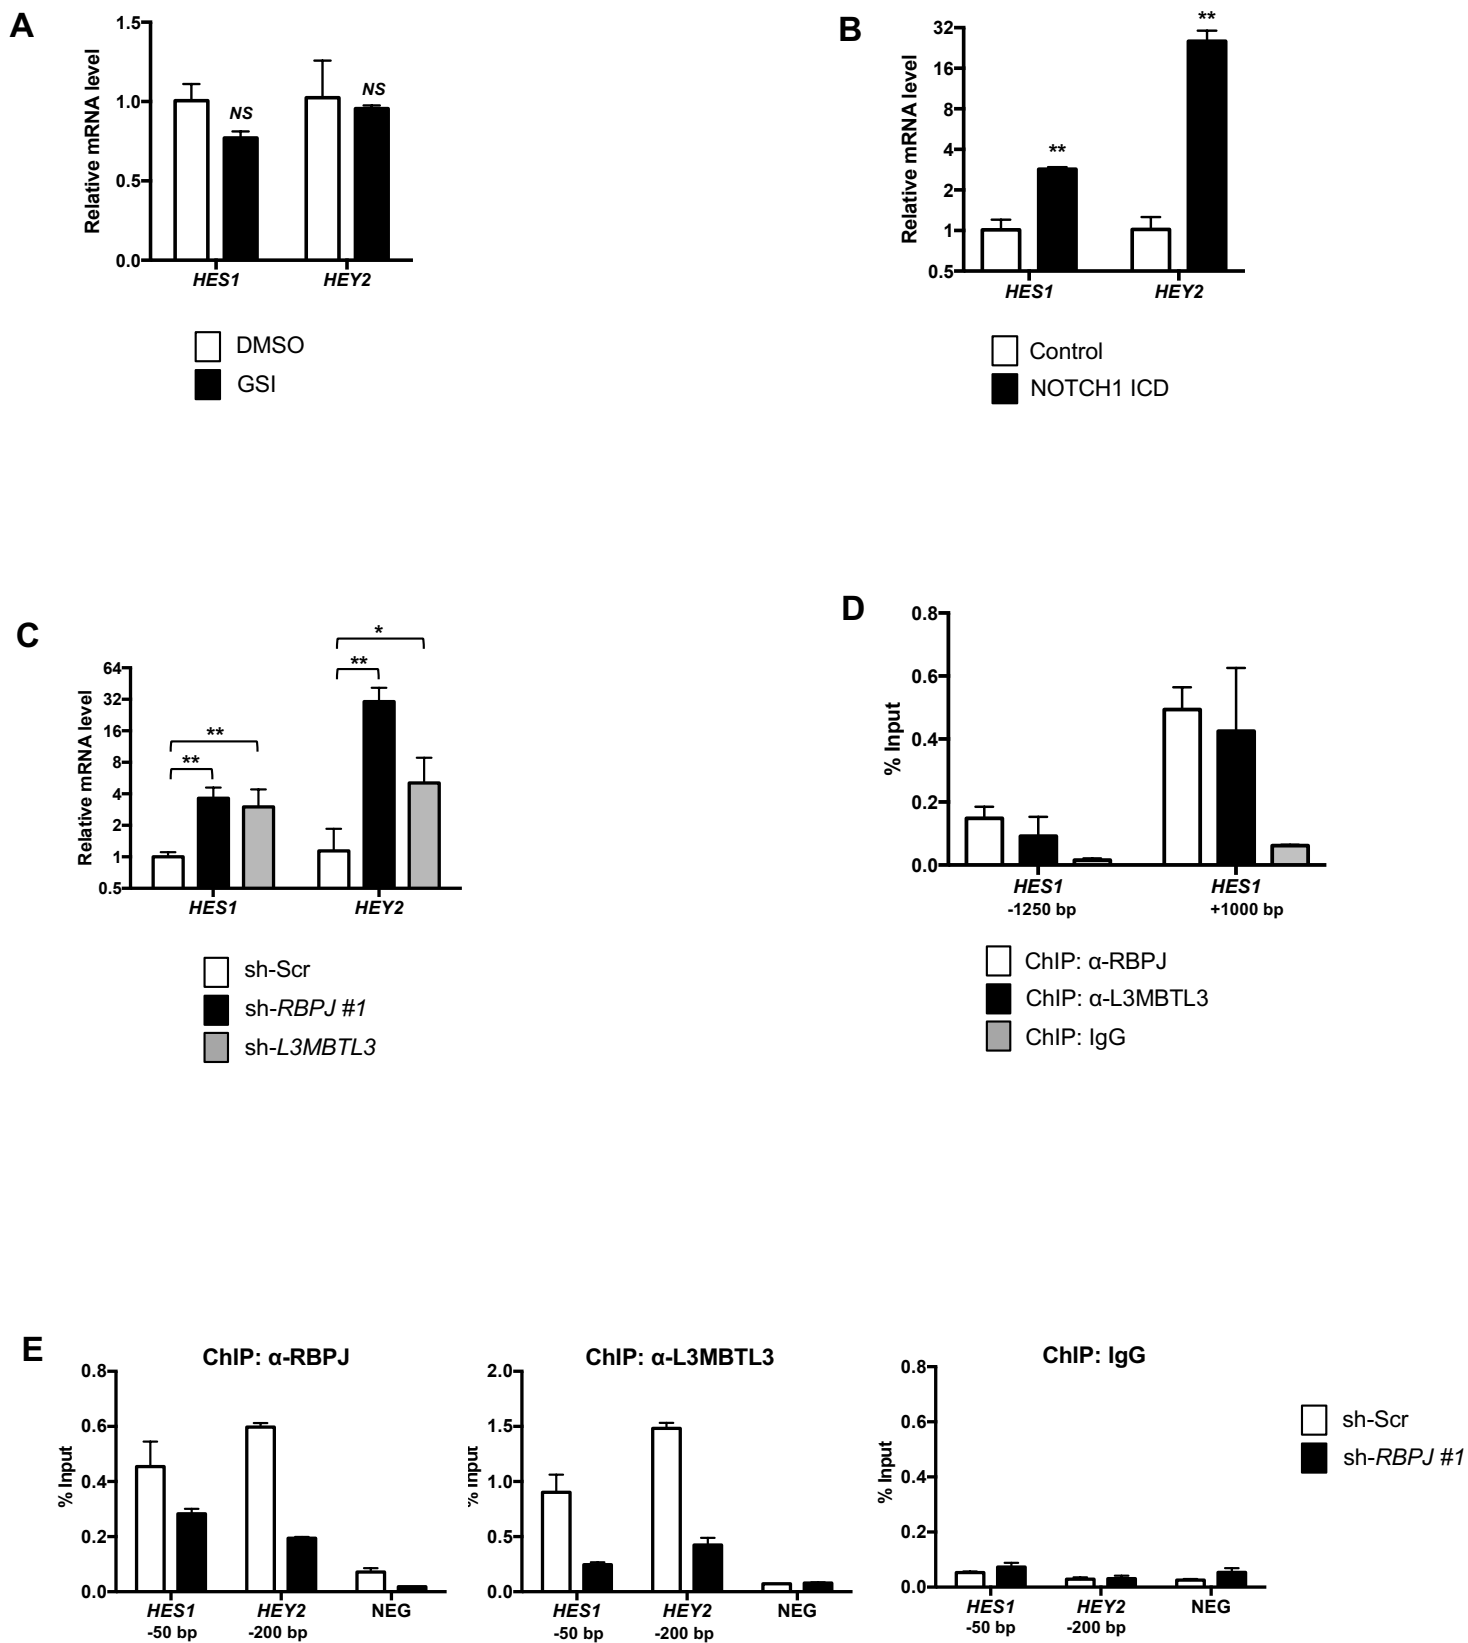 A
Relative mRNA level
1.5
1.0
0.5
0.0
NS
NS
HES1
HEY2
DMSO
GSI
B
Relative mRNA level
32
16
8
4
2
1
0.5
**
**
HES1
HEY2
Control
NOTCH1 ICD
C
Relative mRNA level
64
32
16
8
4
2
1
0.5
**
**
*
**
HES1
HEY2
sh-Scr
sh-RBPJ #1
sh-L3MBTL3
D
% Input
0.8
0.6
0.4
0.2
0.0
HES1
-1250 bp
HES1
+1000 bp
ChIP: α-RBPJ
ChIP: α-L3MBTL3
ChIP: IgG
E
ChIP: α-RBPJ
% Input
0.8
0.6
0.4
0.2
0.0
HES1
-50 bp
HEY2
-200 bp
NEG
ChIP: α-L3MBTL3
% Input
2.0
1.5
1.0
0.5
0.0
HES1
-50 bp
HEY2
-200 bp
NEG
ChIP: IgG
% Input
0.8
0.6
0.4
0.2
0.0
HES1
-50 bp
HEY2
-200 bp
NEG
sh-Scr
sh-RBPJ #1